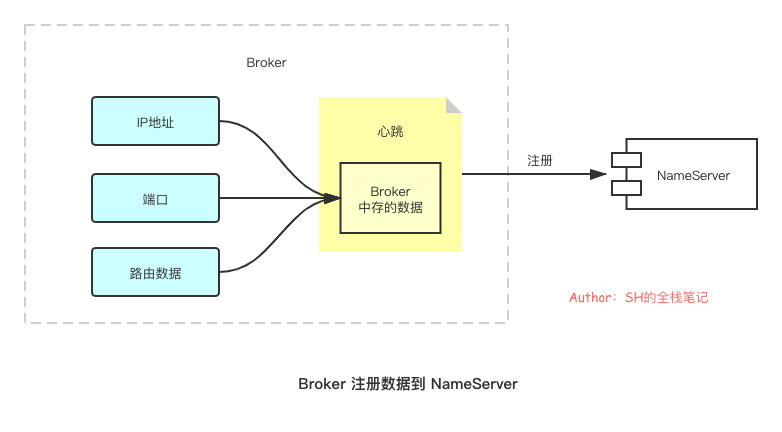 Broker
IP地址
端口
路由数据
心跳
Broker
中存的数据
注册
NameServer
Author：SH的全栈笔记
Broker 注册数据到 NameServer